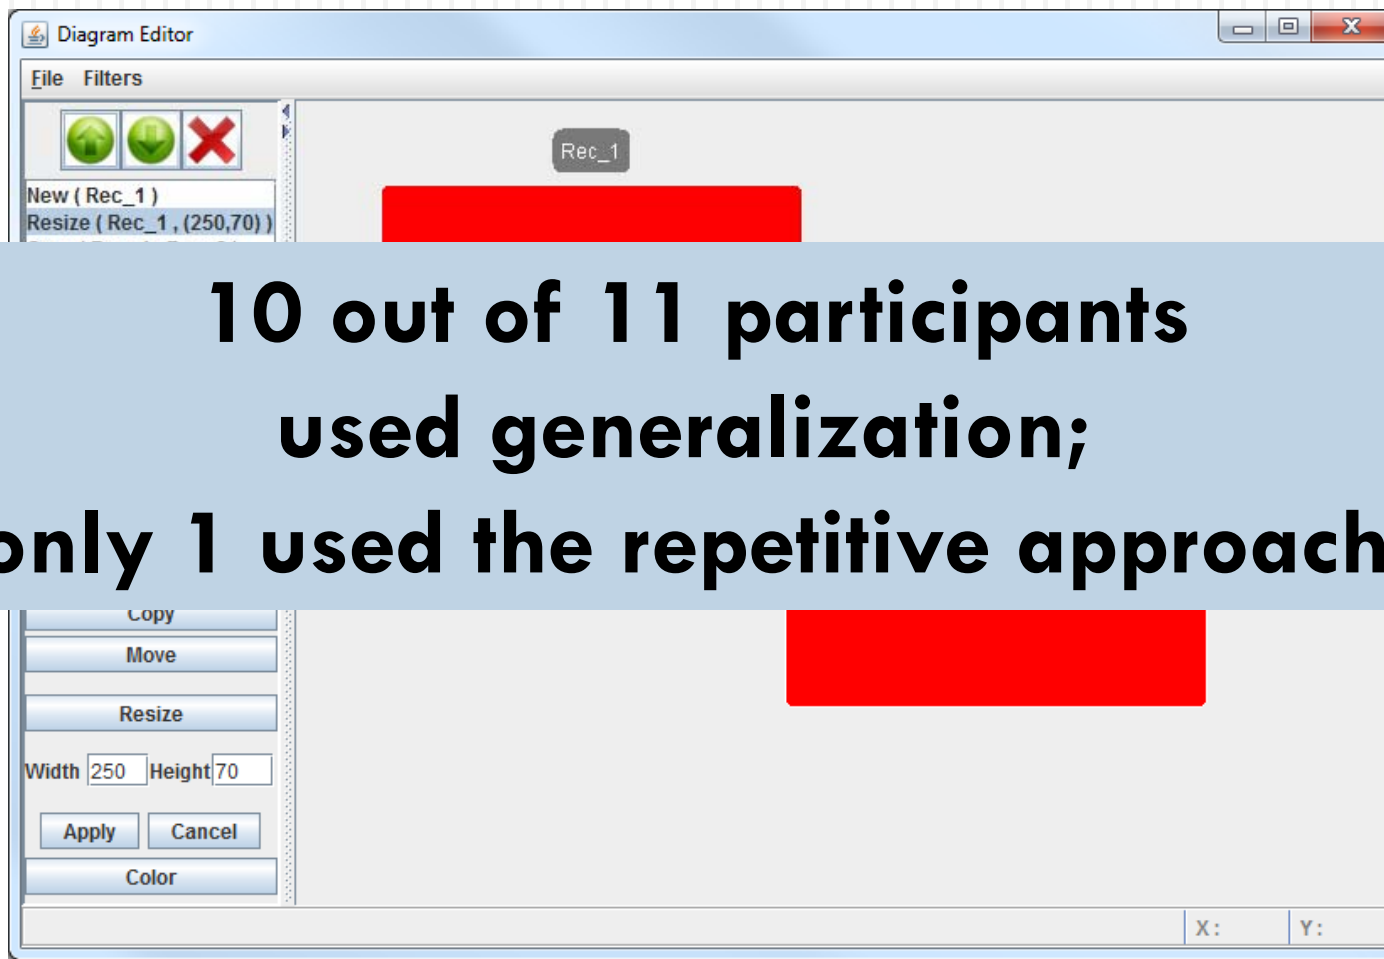 Diagram Editor
File Filters
Rec_1
New ( Rec_1 )
Resize ( Rec_1 , (250,70) )
10 out of 11 participants
used generalization;
only 1 used the repetitive approach
Copy
Move
Resize
Width 250 Height 70
Apply Cancel
Color
X: Y: